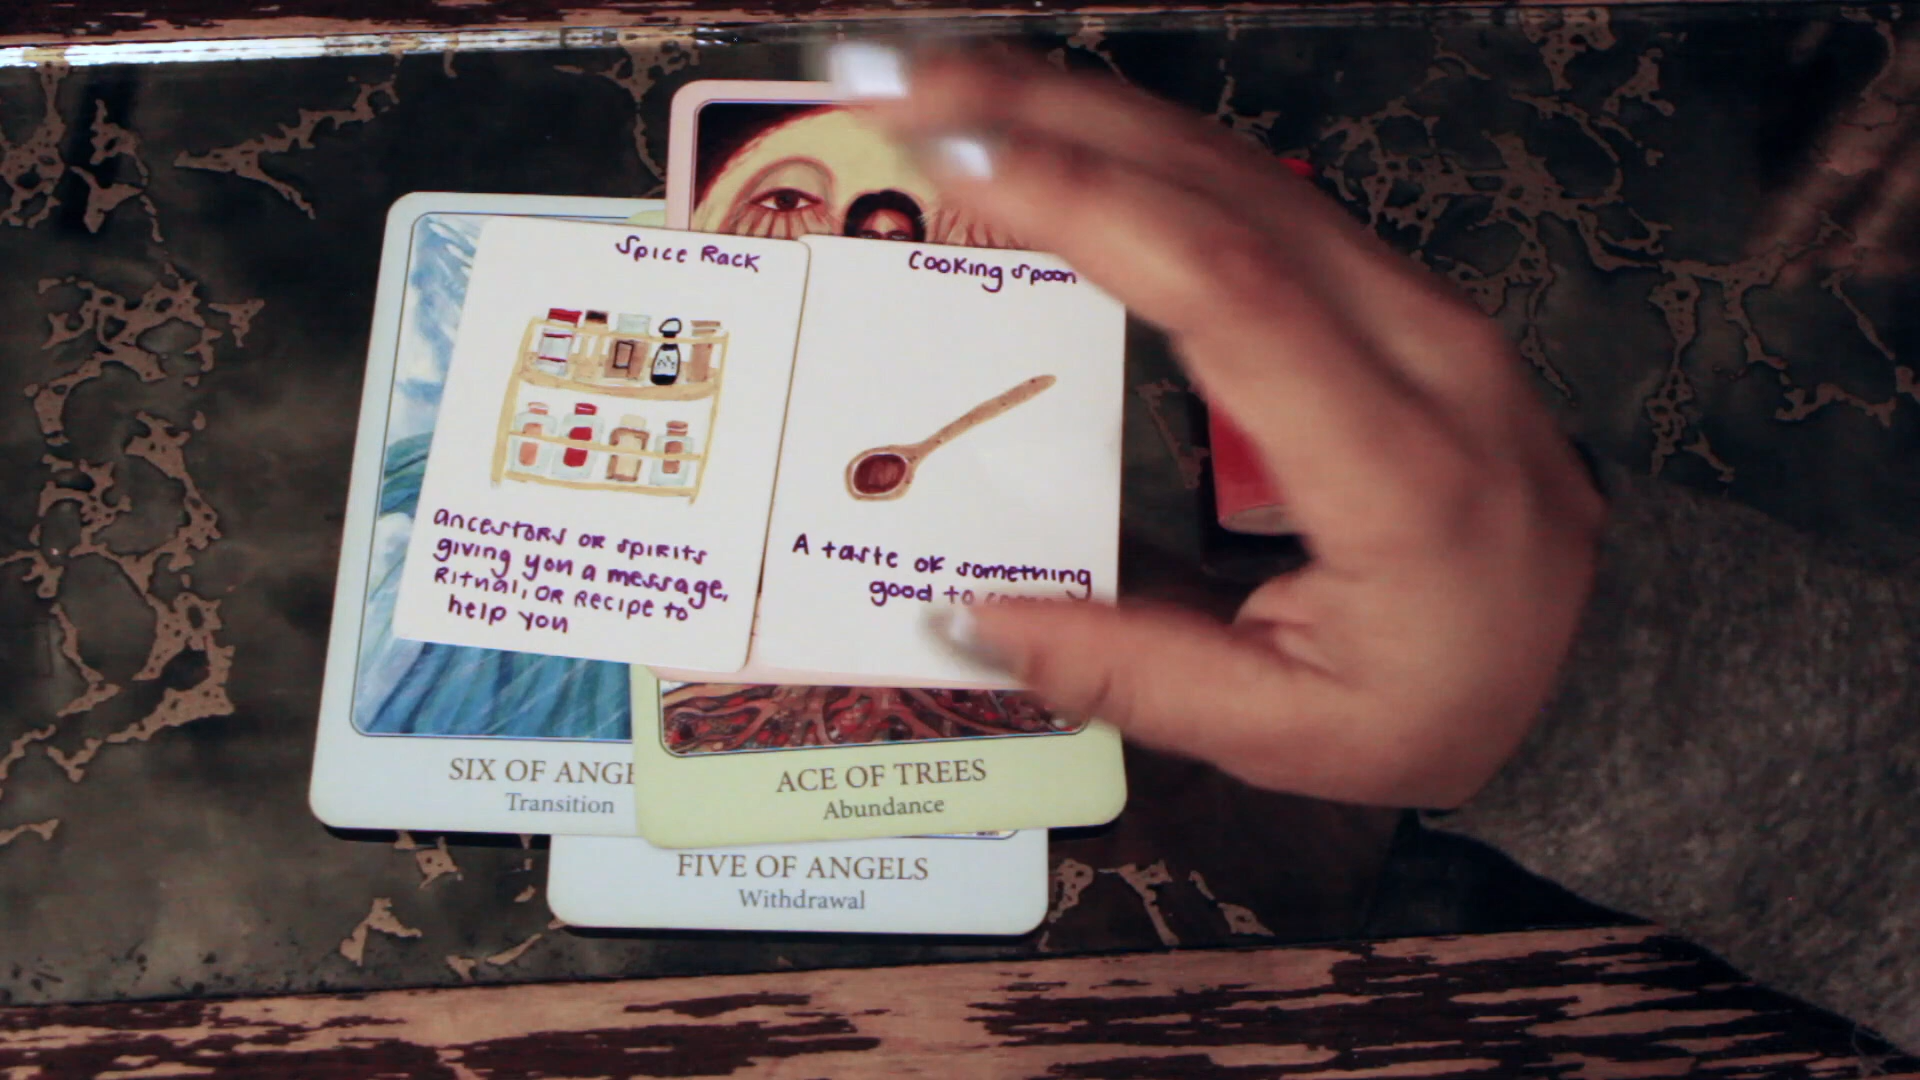 Spice Rack
ancestors or spirits
giving you a message,
Ritual, or Recipe to
help you
Cooking spoon
A taste of something
good to
SIX OF ANGE
Transition
ACE OF TREES
Abundance
FIVE OF ANGELS
Withdrawal